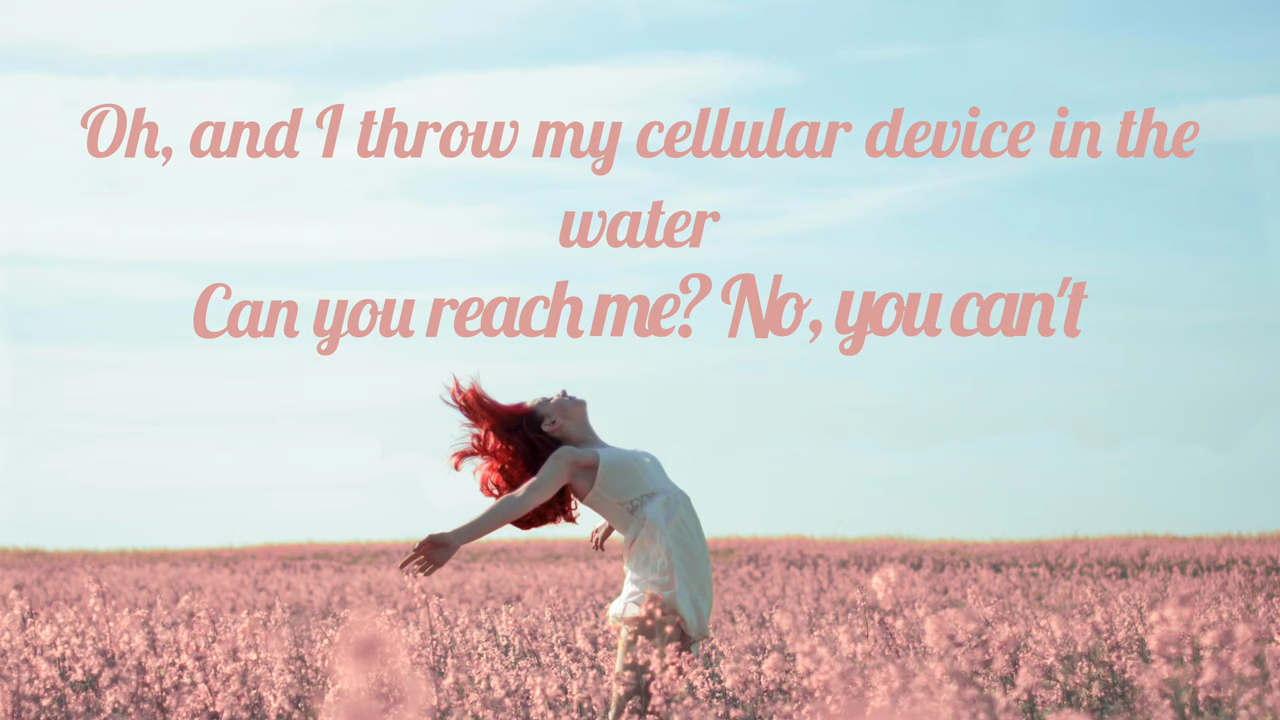 Oh, and I throw my cellular device in the
water
Can you reach me? No, you can't